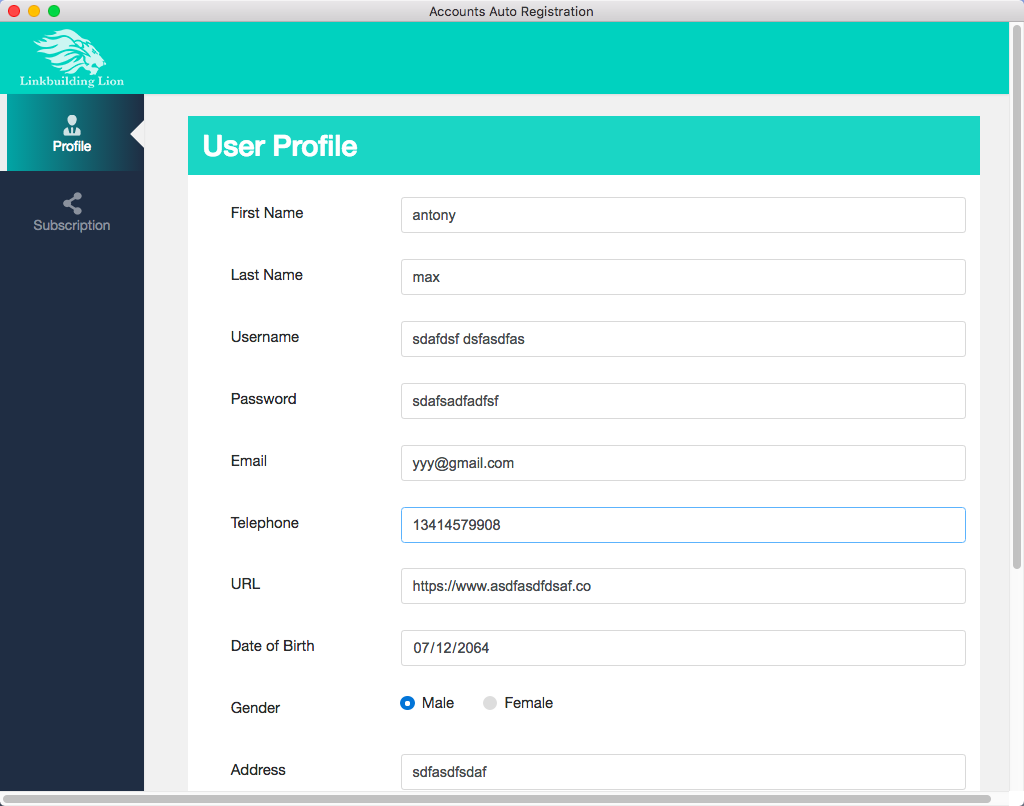 Accounts Auto Registration
Linkbuilding Lion
Profile
Subscription
User Profile
First Name antony
Last Name max
Username sdafdsf dsfasdfas
Password sdafsadfadfsf
Email yyy@gmail.com
Telephone 13414579908
URL https://www.asdfasdfdsaf.co
Date of Birth 07/12/2064
Gender Male Female
Address sdfasdfsdaf